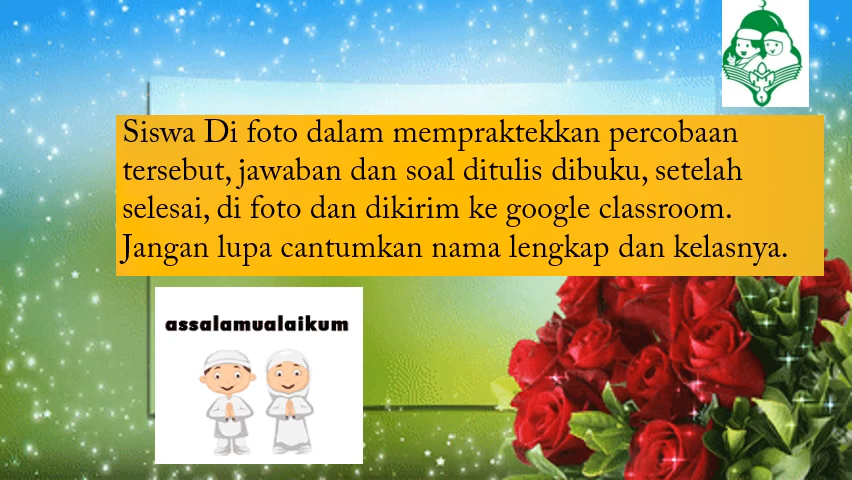 Siswa Di foto dalam mempraktekkan percobaan
tersebut, jawaban dan soal ditulis dibuku, setelah
selesai, di foto dan dikirim ke google classroom.
Jangan lupa cantumkan nama lengkap dan kelasnya.
assalamualaikum